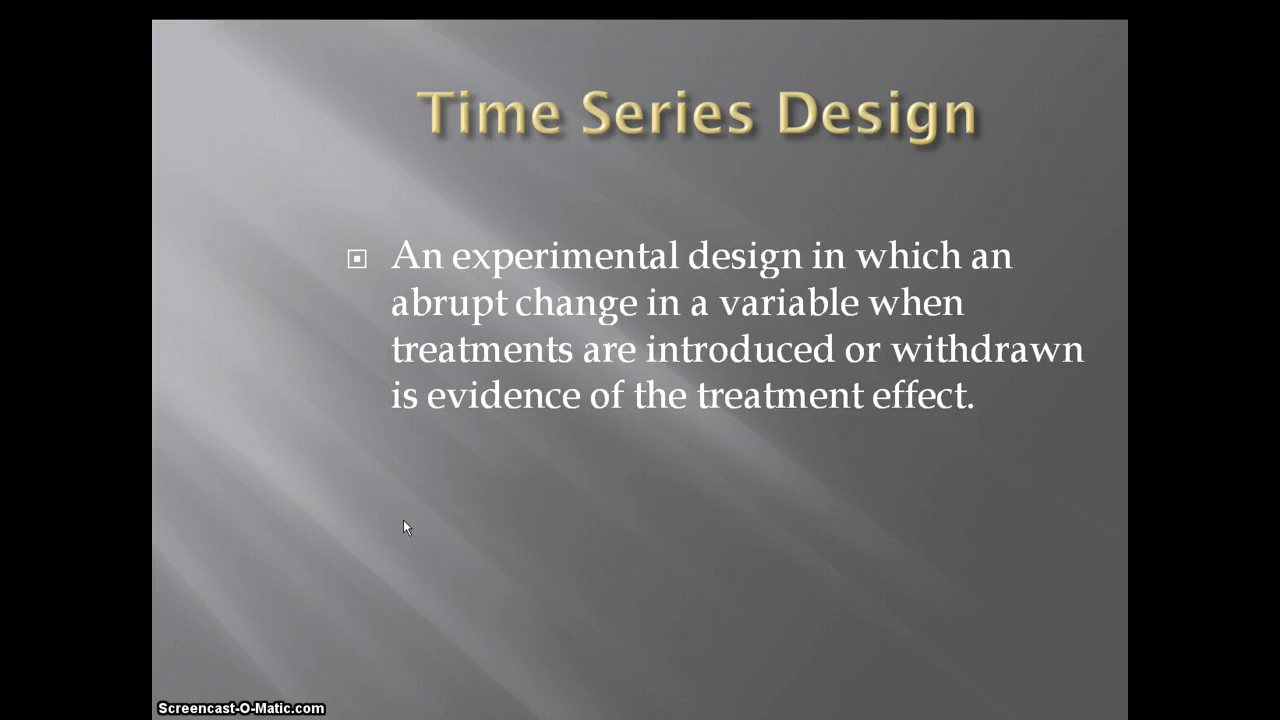 Time Series Design
An experimental design in which an
abrupt change in a variable when
treatments are introduced or withdrawn
is evidence of the treatment effect.
Screencast-O-Matic.com